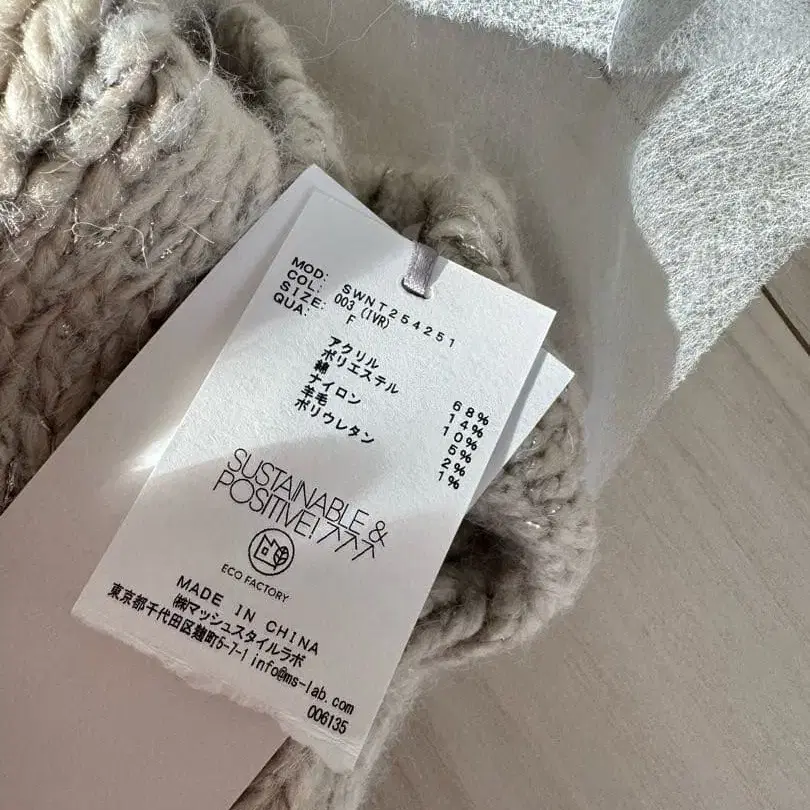 MOD: SWNT254251
COL: 003 (IVR)
SIZE: F
QUA:
アクリル 68%
ポリエステル 14%
綿 10%
ナイロン 5%
羊毛 2%
ポリウレタン 1%
SUSTAINABLE &
POSITIVE! 777
ECO FACTORY
MADE IN CHINA
㈱マッシュスタイルラボ
東京都千代田区麹町5-7-1 info@ms-lab.com
006135